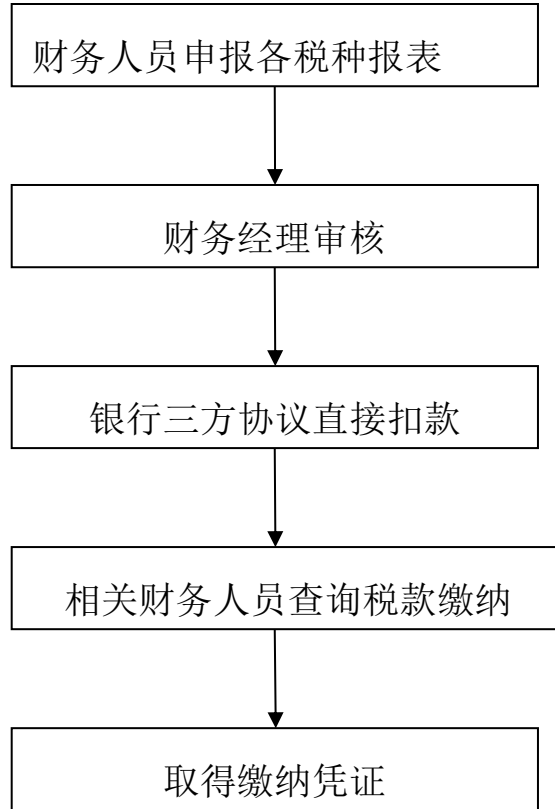 财务人员申报各税种报表
财务经理审核
银行三方协议直接扣款
相关财务人员查询税款缴纳
取得缴纳凭证